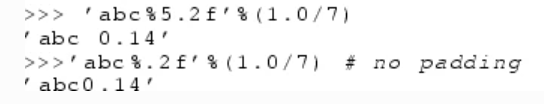 >>> 'abc%5.2f'%(1.0/7)
'abc 0.14'
>>>'abc%.2f'%(1.0/7) # no padding
'abc0.14'